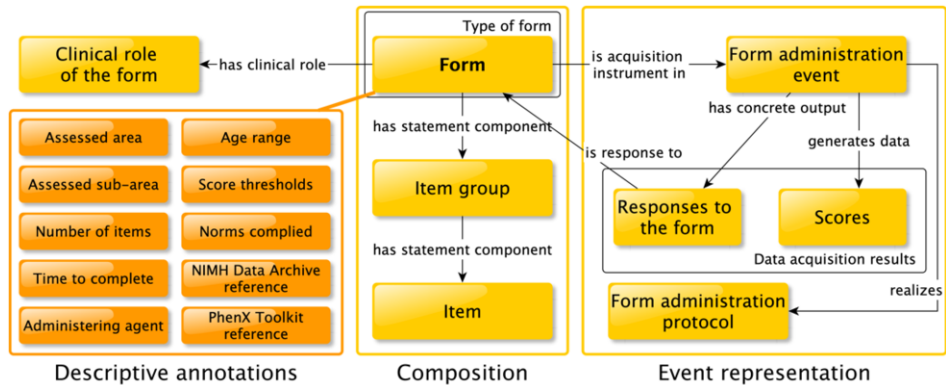 Type of form
Clinical role
of the form
has clinical role
Form
is acquisition
instrument in
Form administration
event
has statement component
has concrete output
generates data
is response to
Assessed area
Age range
Assessed sub-area
Score thresholds
Number of items
Norms complied
Time to complete
NIMH Data Archive
reference
Administering agent
PhenX Toolkit
reference
Item group
has statement component
Item
Responses to
the form
Scores
Data acquisition results
realizes
Form administration
protocol
Descriptive annotations
Composition
Event representation